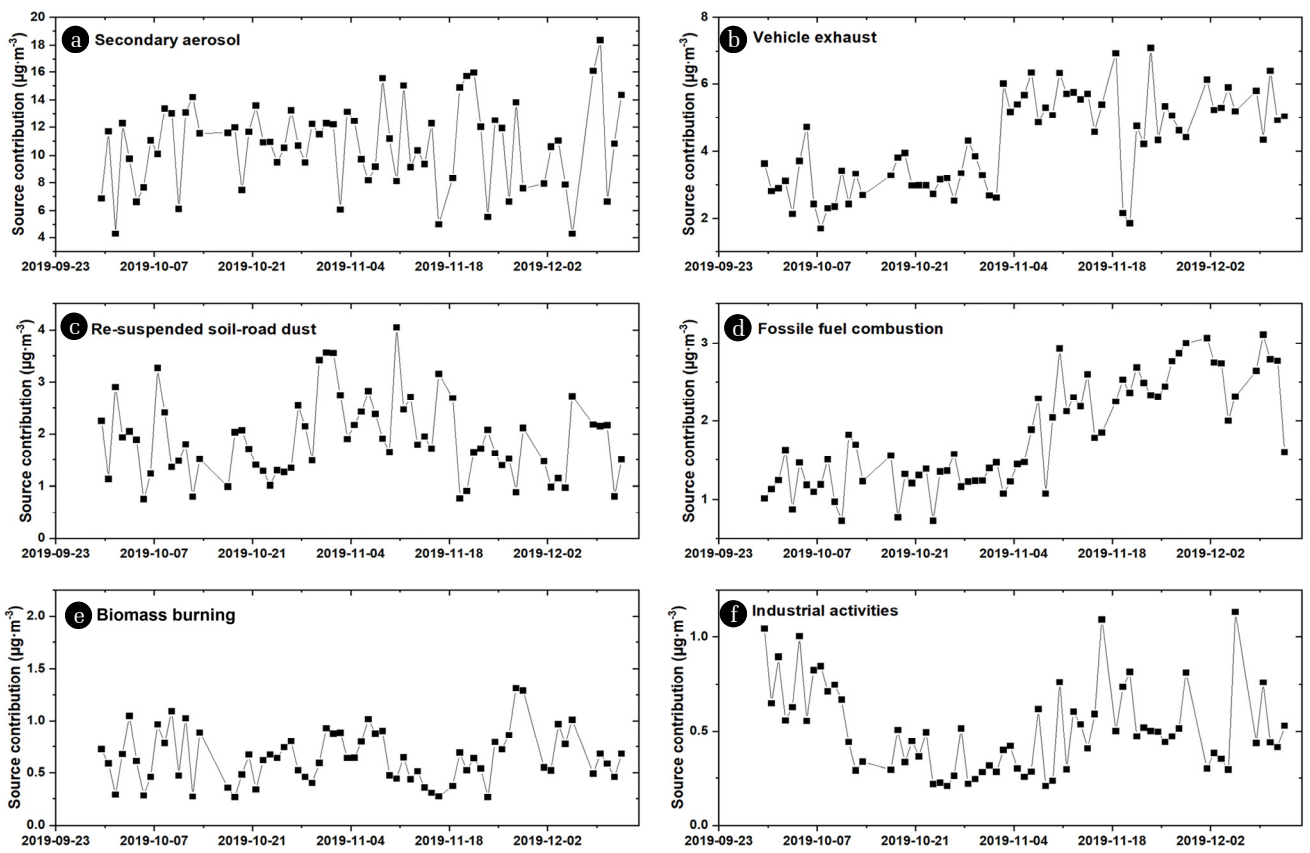 a Secondary aerosol
Source contribution (μg·m⁻³)
20
18
16
14
12
10
8
6
4
2019-09-23 2019-10-07 2019-10-21 2019-11-04 2019-11-18 2019-12-02
b Vehicle exhaust
Source contribution (μg·m⁻³)
8
6
4
2
2019-09-23 2019-10-07 2019-10-21 2019-11-04 2019-11-18 2019-12-02
c Re-suspended soil-road dust
Source contribution (μg·m⁻³)
4
3
2
1
0
2019-09-23 2019-10-07 2019-10-21 2019-11-04 2019-11-18 2019-12-02
d Fossile fuel combustion
Source contribution (μg·m⁻³)
3
2
1
2019-09-23 2019-10-07 2019-10-21 2019-11-04 2019-11-18 2019-12-02
e Biomass burning
Source contribution (μg·m⁻³)
2.0
1.5
1.0
0.5
0.0
2019-09-23 2019-10-07 2019-10-21 2019-11-04 2019-11-18 2019-12-02
f Industrial activities
Source contribution (μg·m⁻³)
1.0
0.5
0.0
2019-09-23 2019-10-07 2019-10-21 2019-11-04 2019-11-18 2019-12-02